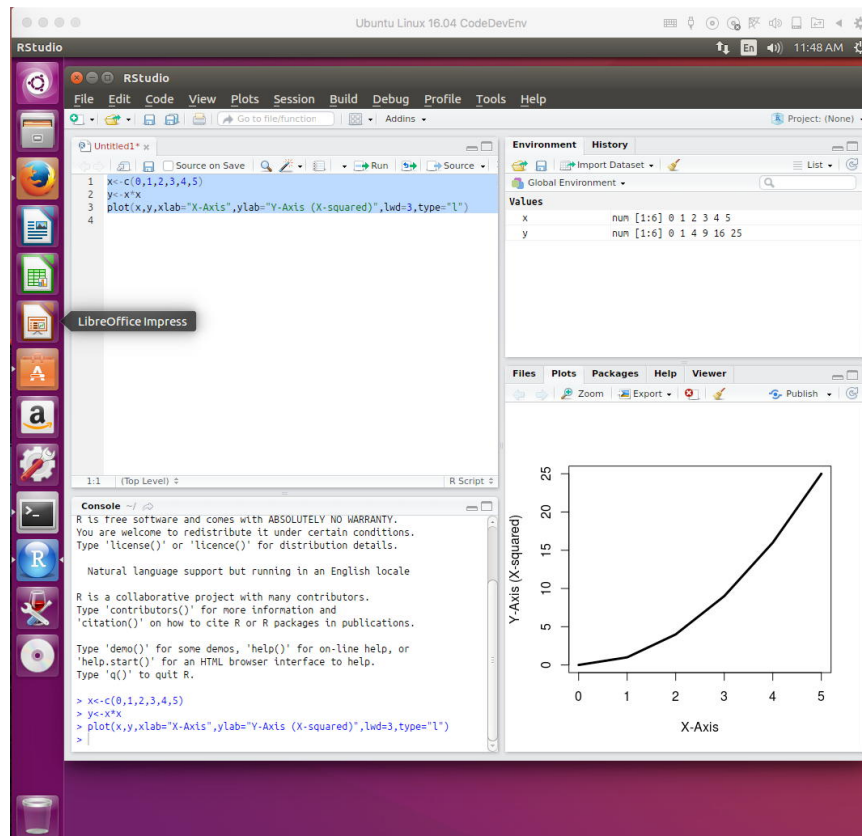 Ubuntu Linux 16.04 CodeDevEnv
RStudio
En
11:48 AM
RStudio
File Edit Code View Plots Session Build Debug Profile Tools Help
Go to file/function
Addins
Project: (None)
Untitled1*
Source on Save
Run
Source
1 x<-c(0,1,2,3,4,5)
2 y<-x*x
3 plot(x,y,xlab="X-Axis",ylab="Y-Axis (X-squared)",lwd=3,type="l")
4
1:1 (Top Level)
R Script
LibreOffice Impress
Console ~/
R is free software and comes with ABSOLUTELY NO WARRANTY.
You are welcome to redistribute it under certain conditions.
Type 'license()' or 'licence()' for distribution details.
Natural language support but running in an English locale
R is a collaborative project with many contributors.
Type 'contributors()' for more information and
'citation()' on how to cite R or R packages in publications.
Type 'demo()' for some demos, 'help()' for on-line help, or
'help.start()' for an HTML browser interface to help.
Type 'q()' to quit R.
> x<-c(0,1,2,3,4,5)
> y<-x*x
> plot(x,y,xlab="X-Axis",ylab="Y-Axis (X-squared)",lwd=3,type="l")
>
Environment History
Import Dataset
List
Global Environment
Values
x num [1:6] 0 1 2 3 4 5
y num [1:6] 0 1 4 9 16 25
Files Plots Packages Help Viewer
Zoom Export Publish
Y-Axis (X-squared)
25
20
15
10
5
0
0 1 2 3 4 5
X-Axis
A
a
>_
R